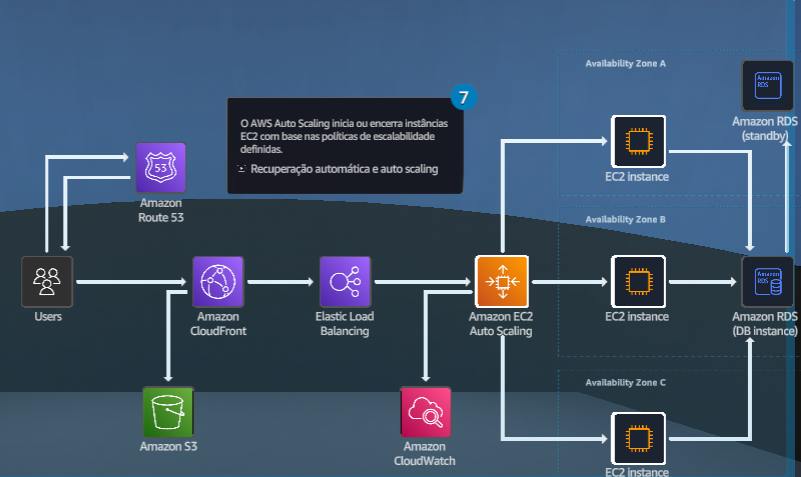 Availability Zone A
7
Amazon
RDS
O AWS Auto Scaling inicia ou encerra instâncias
EC2 com base nas políticas de escalabilidade
definidas.
Recuperação automática e auto scaling
Amazon RDS
(standby)
53
EC2 instance
Amazon
Route 53
Availability Zone B
Amazon
RDS
Users
Amazon
CloudFront
Elastic Load
Balancing
Amazon EC2
Auto Scaling
EC2 instance
Amazon RDS
(DB instance)
Availability Zone C
Amazon S3
Amazon
CloudWatch
EC2 instance